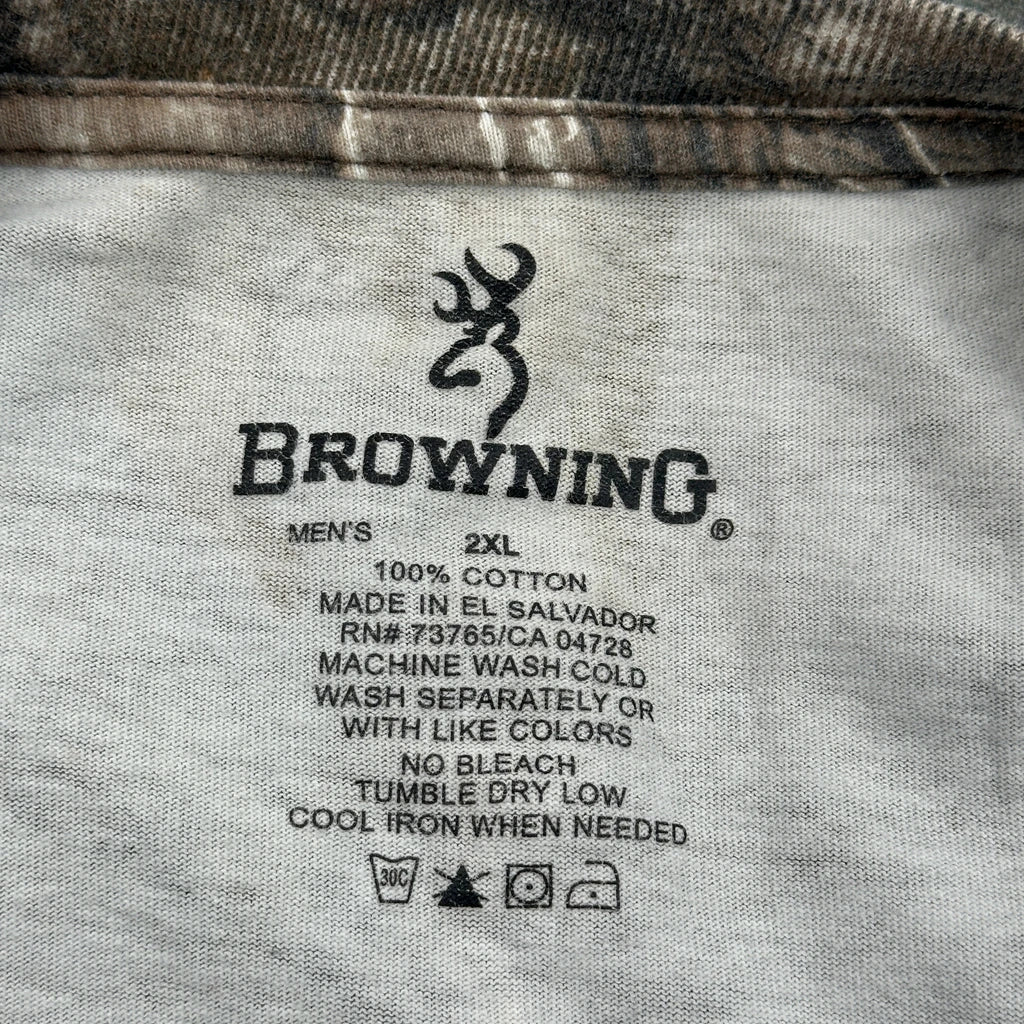 BROWNING®
MEN'S 2XL
100% COTTON
MADE IN EL SALVADOR
RN# 73765/CA 04728
MACHINE WASH COLD
WASH SEPARATELY OR
WITH LIKE COLORS
NO BLEACH
TUMBLE DRY LOW
COOL IRON WHEN NEEDED
30C